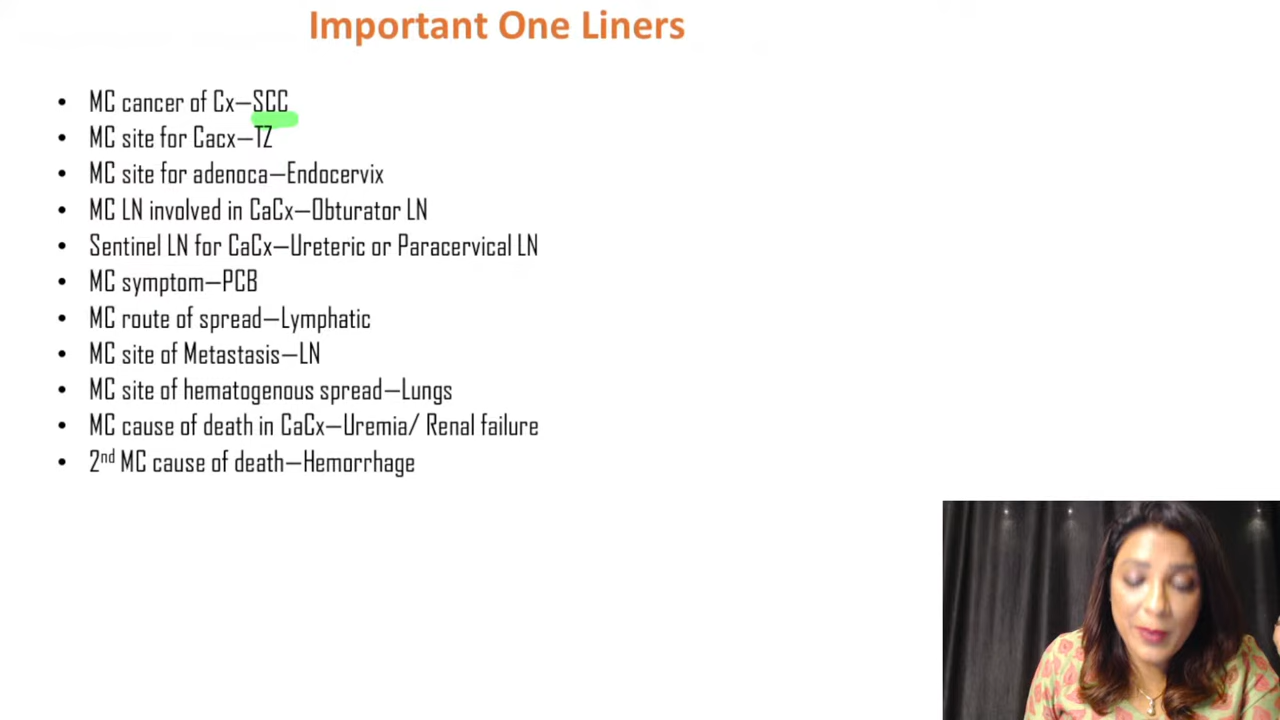 Important One Liners
• MC cancer of Cx–SCC
• MC site for Cacx–TZ
• MC site for adenoca–Endocervix
• MC LN involved in CaCx–Obturator LN
• Sentinel LN for CaCx–Ureteric or Paracervical LN
• MC symptom–PCB
• MC route of spread–Lymphatic
• MC site of Metastasis–LN
• MC site of hematogenous spread–Lungs
• MC cause of death in CaCx–Uremia/ Renal failure
• 2nd MC cause of death–Hemorrhage